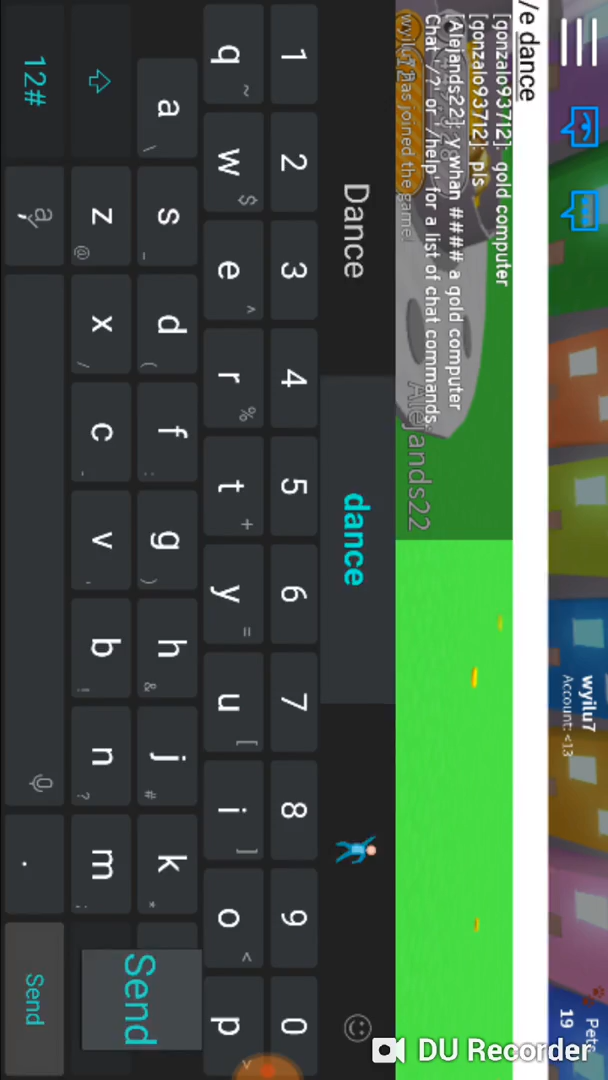 wyilu7
Account: <13
Pets
19
/e dance
[gonzalo93712]: gold computer
[gonzalo93712]: pls
[Alejands22]: y whan #### a gold computer
Chat '/?' or '/help' for a list of chat commands.
wyilu7 has joined the game!
Alejands22
Dance dance
1 2 3 4 5 6 7 8 9 0
q ~ w $ e ^ r % t + y = u [ i ] o < p >
a \ s _ d ( f : g ) h & j # k *
z @ x / c - v ' b ! n ? m ;
Send
12# a . Send
DU Recorder